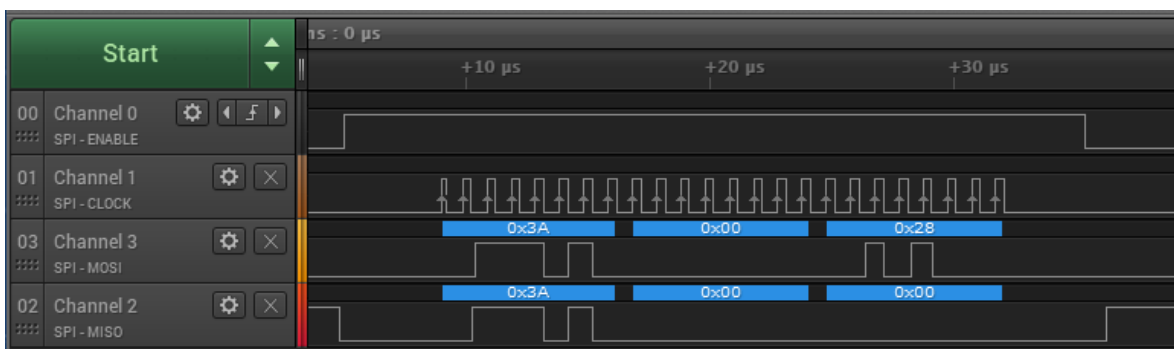 ns : 0 µs
Start
+10 µs
+20 µs
+30 µs
00 Channel 0
SPI - ENABLE
01 Channel 1
SPI - CLOCK
0x3A 0x00 0x28
03 Channel 3
SPI - MOSI
0x3A 0x00 0x00
02 Channel 2
SPI - MISO